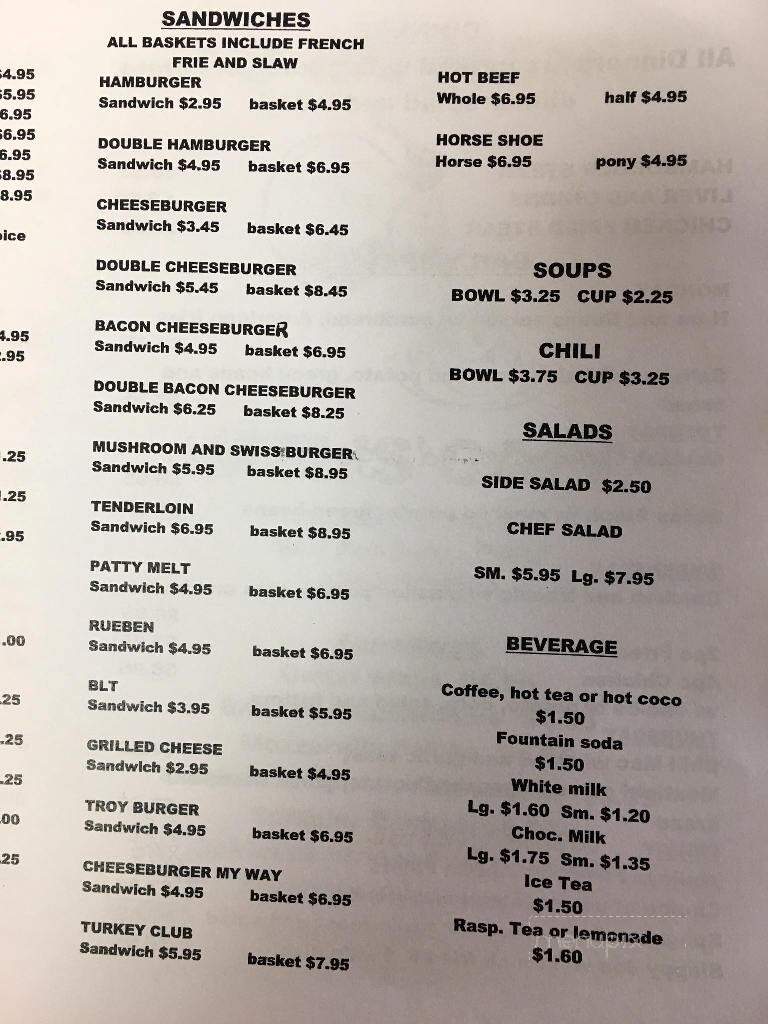 SANDWICHES
ALL BASKETS INCLUDE FRENCH
FRIE AND SLAW
HAMBURGER
Sandwich $2.95 basket $4.95
DOUBLE HAMBURGER
Sandwich $4.95 basket $6.95
CHEESEBURGER
Sandwich $3.45 basket $6.45
DOUBLE CHEESEBURGER
Sandwich $5.45 basket $8.45
BACON CHEESEBURGER
Sandwich $4.95 basket $6.95
DOUBLE BACON CHEESEBURGER
Sandwich $6.25 basket $8.25
MUSHROOM AND SWISS BURGER
Sandwich $5.95 basket $8.95
TENDERLOIN
Sandwich $6.95 basket $8.95
PATTY MELT
Sandwich $4.95 basket $6.95
RUEBEN
Sandwich $4.95 basket $6.95
BLT
Sandwich $3.95 basket $5.95
GRILLED CHEESE
Sandwich $2.95 basket $4.95
TROY BURGER
Sandwich $4.95 basket $6.95
CHEESEBURGER MY WAY
Sandwich $4.95 basket $6.95
TURKEY CLUB
Sandwich $5.95 basket $7.95
HOT BEEF
Whole $6.95 half $4.95
HORSE SHOE
Horse $6.95 pony $4.95
SOUPS
BOWL $3.25 CUP $2.25
CHILI
BOWL $3.75 CUP $3.25
SALADS
SIDE SALAD $2.50
CHEF SALAD
SM. $5.95 Lg. $7.95
BEVERAGE
Coffee, hot tea or hot coco
$1.50
Fountain soda
$1.50
White milk
Lg. $1.60 Sm. $1.20
Choc. Milk
Lg. $1.75 Sm. $1.35
Ice Tea
$1.50
Rasp. Tea or lemonade
$1.60